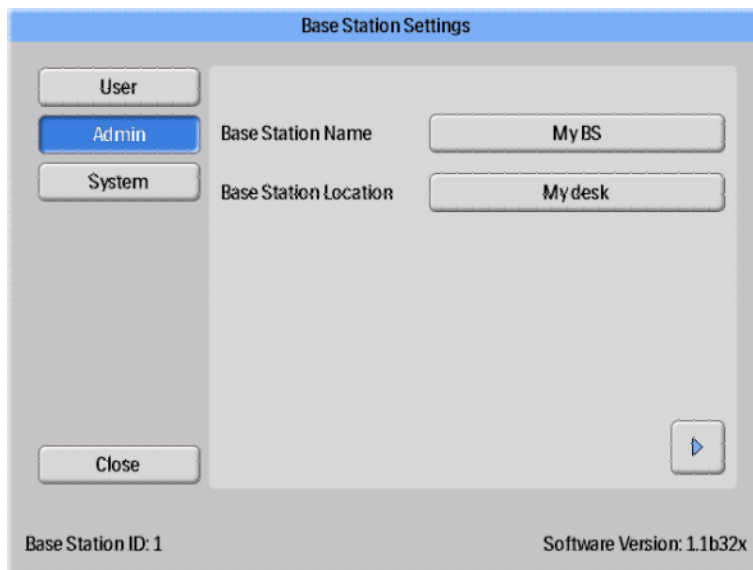 Base Station Settings
User
Admin
System
Base Station Name
My BS
Base Station Location
My desk
Close
Base Station ID: 1
Software Version: 1.1b32x